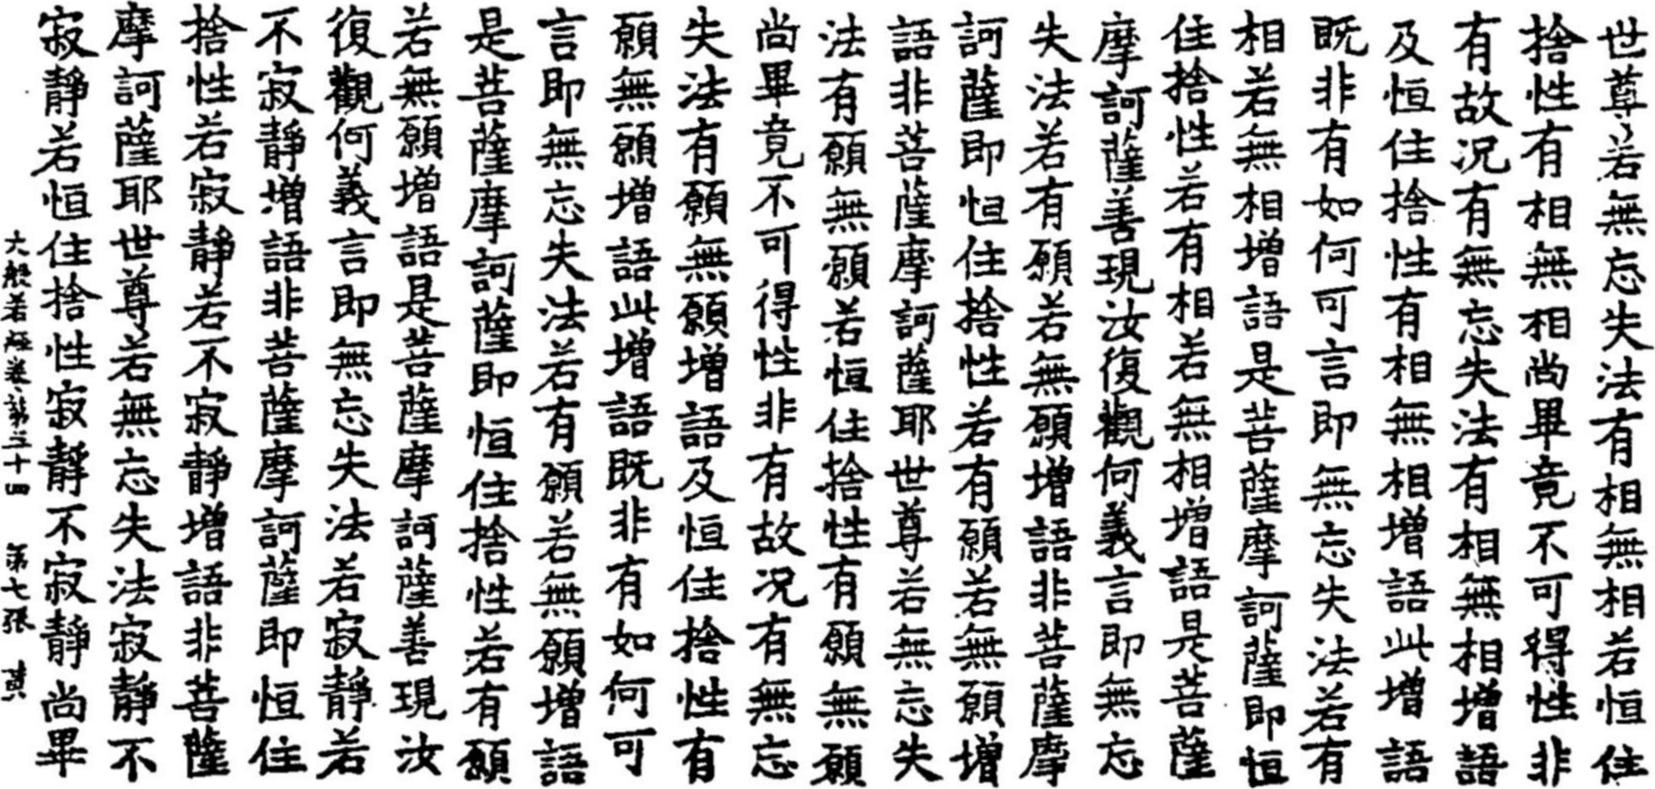 世尊若無忘失法有相無相若恒住
捨性有相無相尚畢竟不可得性非
有故况有無忘失法有相無相增語
及恒住捨性有相無相增語此增語
既非有如何可言即無忘失法若有
相若無相增語是菩薩摩訶薩即恒
住捨性若有相若無相增語是菩薩
摩訶薩善現汝復觀何義言即無忘
失法若有願若無願增語非菩薩摩
訶薩即恒住捨性若有願若無願增
語非菩薩摩訶薩耶世尊若無忘失
法有願無願若恒住捨性有願無願
尚畢竟不可得性非有故况有無忘
失法有願無願增語及恒住捨性有
願無願增語此增語既非有如何可
言即無忘失法若有願若無願增語
是菩薩摩訶薩即恒住捨性若有願
若無願增語是菩薩摩訶薩善現汝
復觀何義言即無忘失法若寂靜若
不寂靜增語非菩薩摩訶薩即恒住
捨性若寂靜若不寂靜增語非菩薩
摩訶薩耶世尊若無忘失法寂靜不
寂靜若恒住捨性寂靜不寂靜尚畢
大般若經卷第三十四 第七張 黄